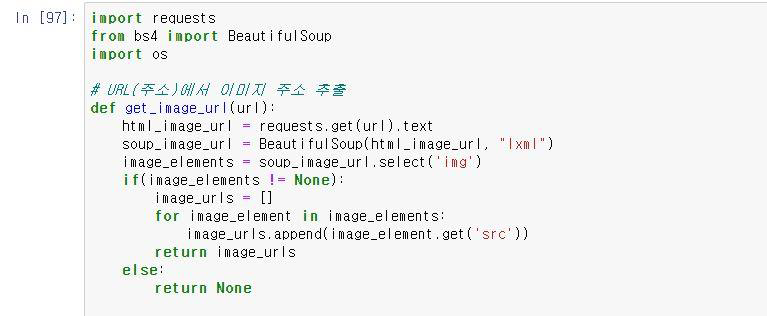 In [97]:
import requests
from bs4 import BeautifulSoup
import os

# URL(주소)에서 이미지 주소 추출
def get_image_url(url):
    html_image_url = requests.get(url).text
    soup_image_url = BeautifulSoup(html_image_url, "lxml")
    image_elements = soup_image_url.select('img')
    if(image_elements != None):
        image_urls = []
        for image_element in image_elements:
            image_urls.append(image_element.get('src'))
        return image_urls
    else:
        return None